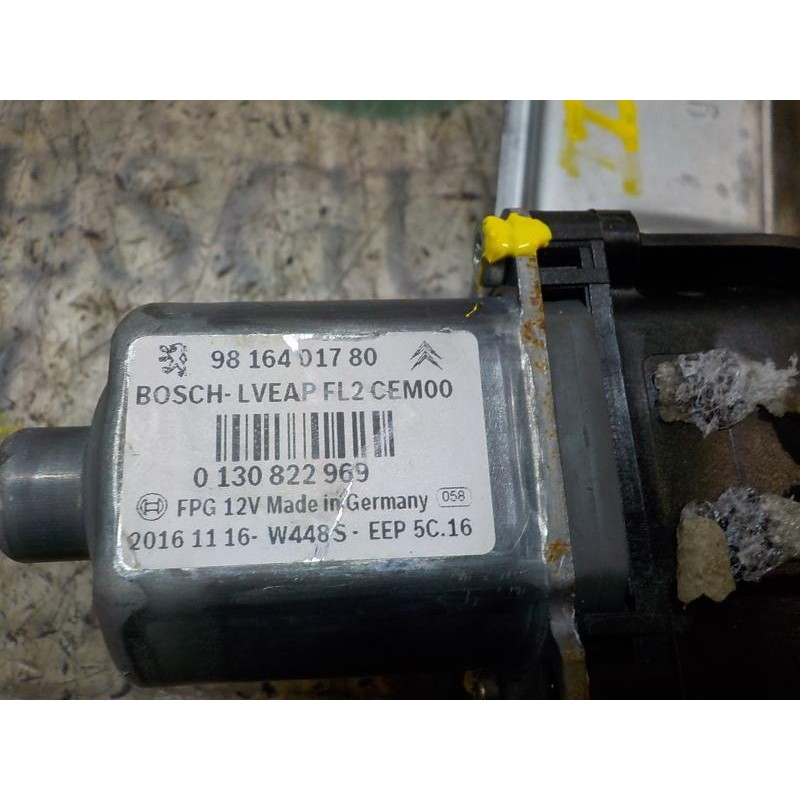 98 164 017 80
BOSCH- LVEAP FL2 CEM00
0 130 822 969
FPG 12V Made in Germany 058
2016 11 16- W448S - EEP 5C.16